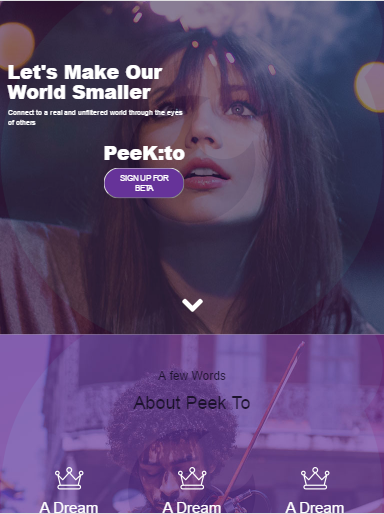 Let's Make Our
World Smaller
Connect to a real and unfiltered world through the eyes
of others
PeeK:to
SIGN UP FOR
BETA
A few Words
About Peek To
A Dream
A Dream
A Dream